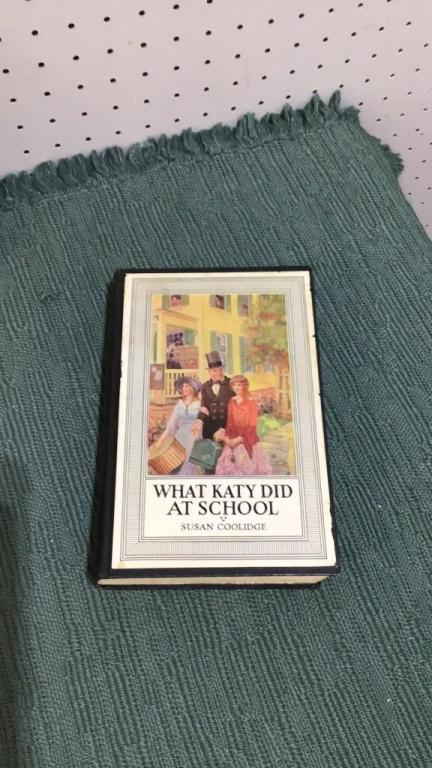 WHAT KATY DID
AT SCHOOL
SUSAN COOLIDGE